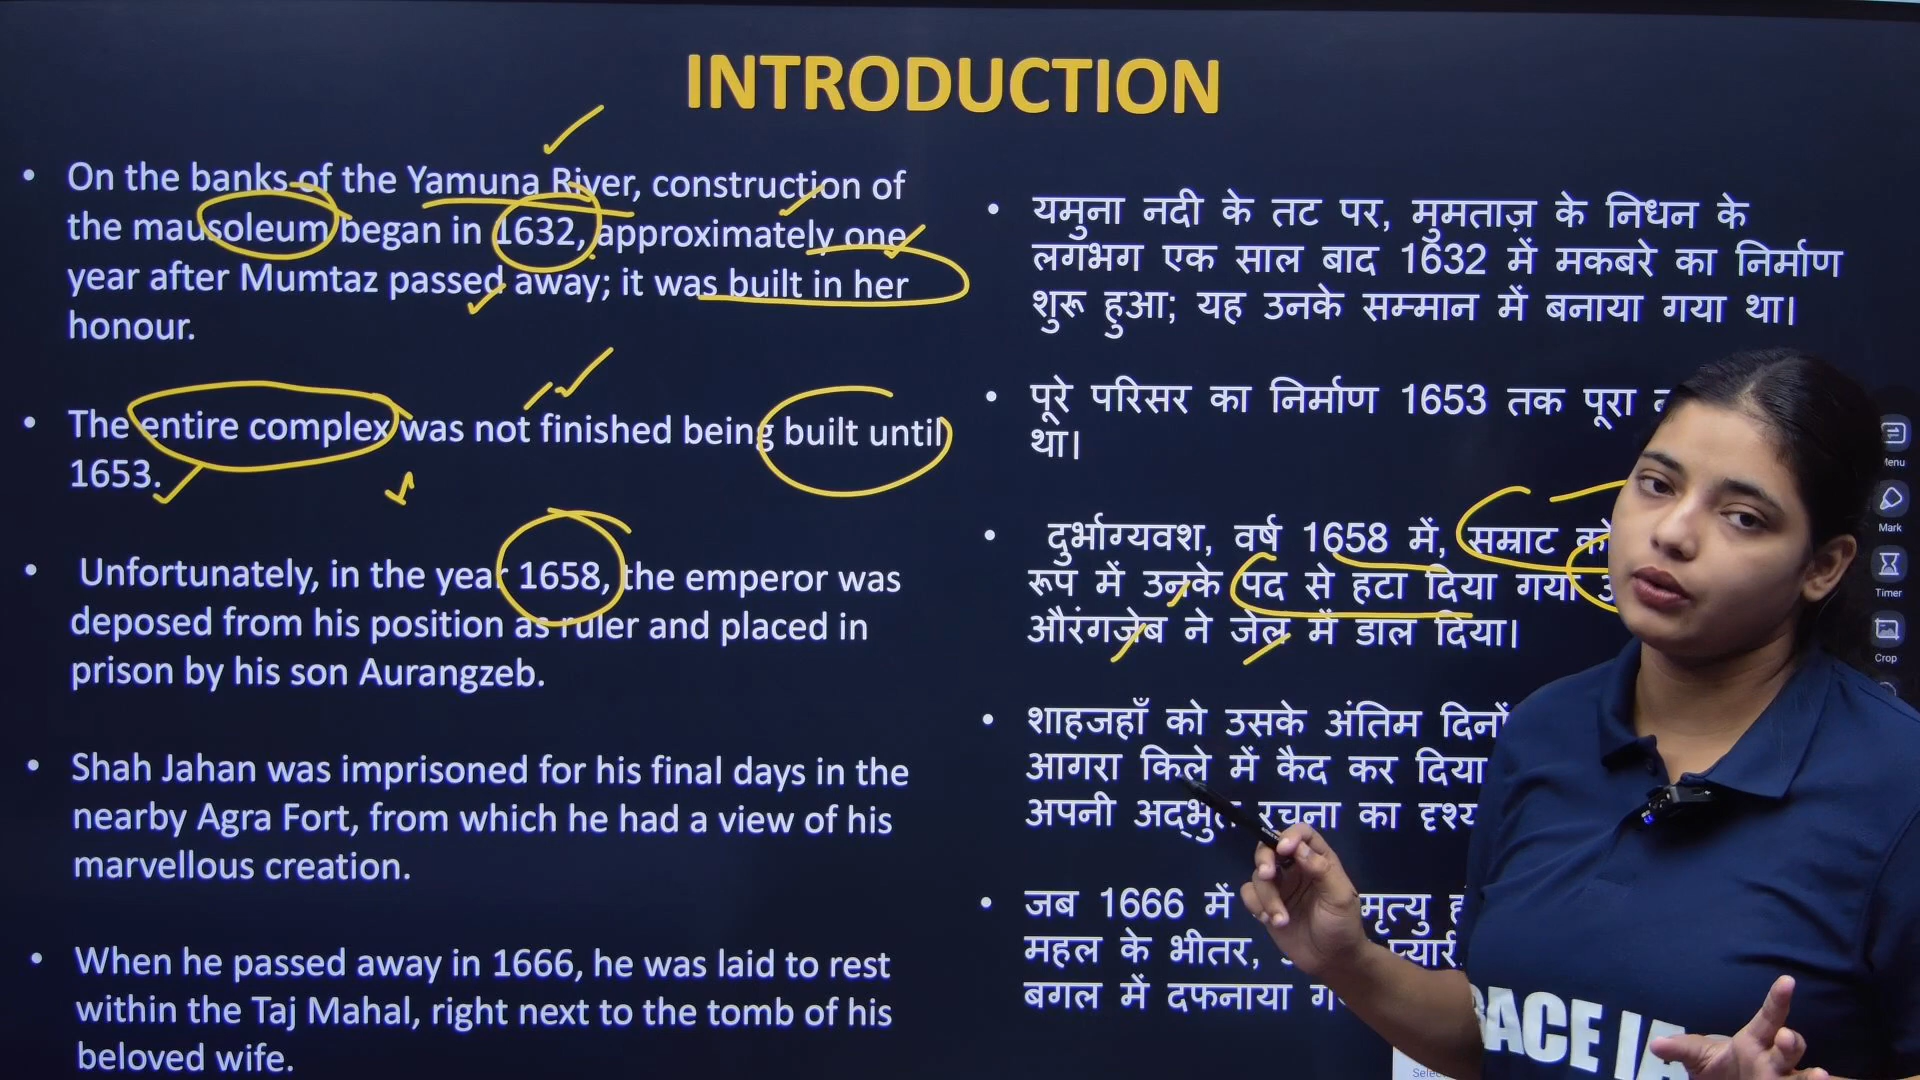 INTRODUCTION
• On the banks of the Yamuna River, construction of
the mausoleum began in 1632, approximately one
year after Mumtaz passed away; it was built in her
honour.
• The entire complex was not finished being built until
1653.
• Unfortunately, in the year 1658, the emperor was
deposed from his position as ruler and placed in
prison by his son Aurangzeb.
• Shah Jahan was imprisoned for his final days in the
nearby Agra Fort, from which he had a view of his
marvellous creation.
• When he passed away in 1666, he was laid to rest
within the Taj Mahal, right next to the tomb of his
beloved wife.
• यमुना नदी के तट पर, मुमताज़ के निधन के
लगभग एक साल बाद 1632 में मकबरे का निर्माण
शुरू हुआ; यह उनके सम्मान में बनाया गया था।
• पूरे परिसर का निर्माण 1653 तक पूरा
था।
• दुर्भाग्यवश, वर्ष 1658 में, सम्राट को
रूप में उनके पद से हटा दिया गया
औरंगजेब ने जेल में डाल दिया।
• शाहजहाँ को उसके अंतिम दिनों
आगरा किले में कैद कर दिया
अपनी अद्भुत रचना का दृश्य
• जब 1666 में मृत्यु
महल के भीतर,
बगल में दफनाया
Menu
Mark
Timer
Crop